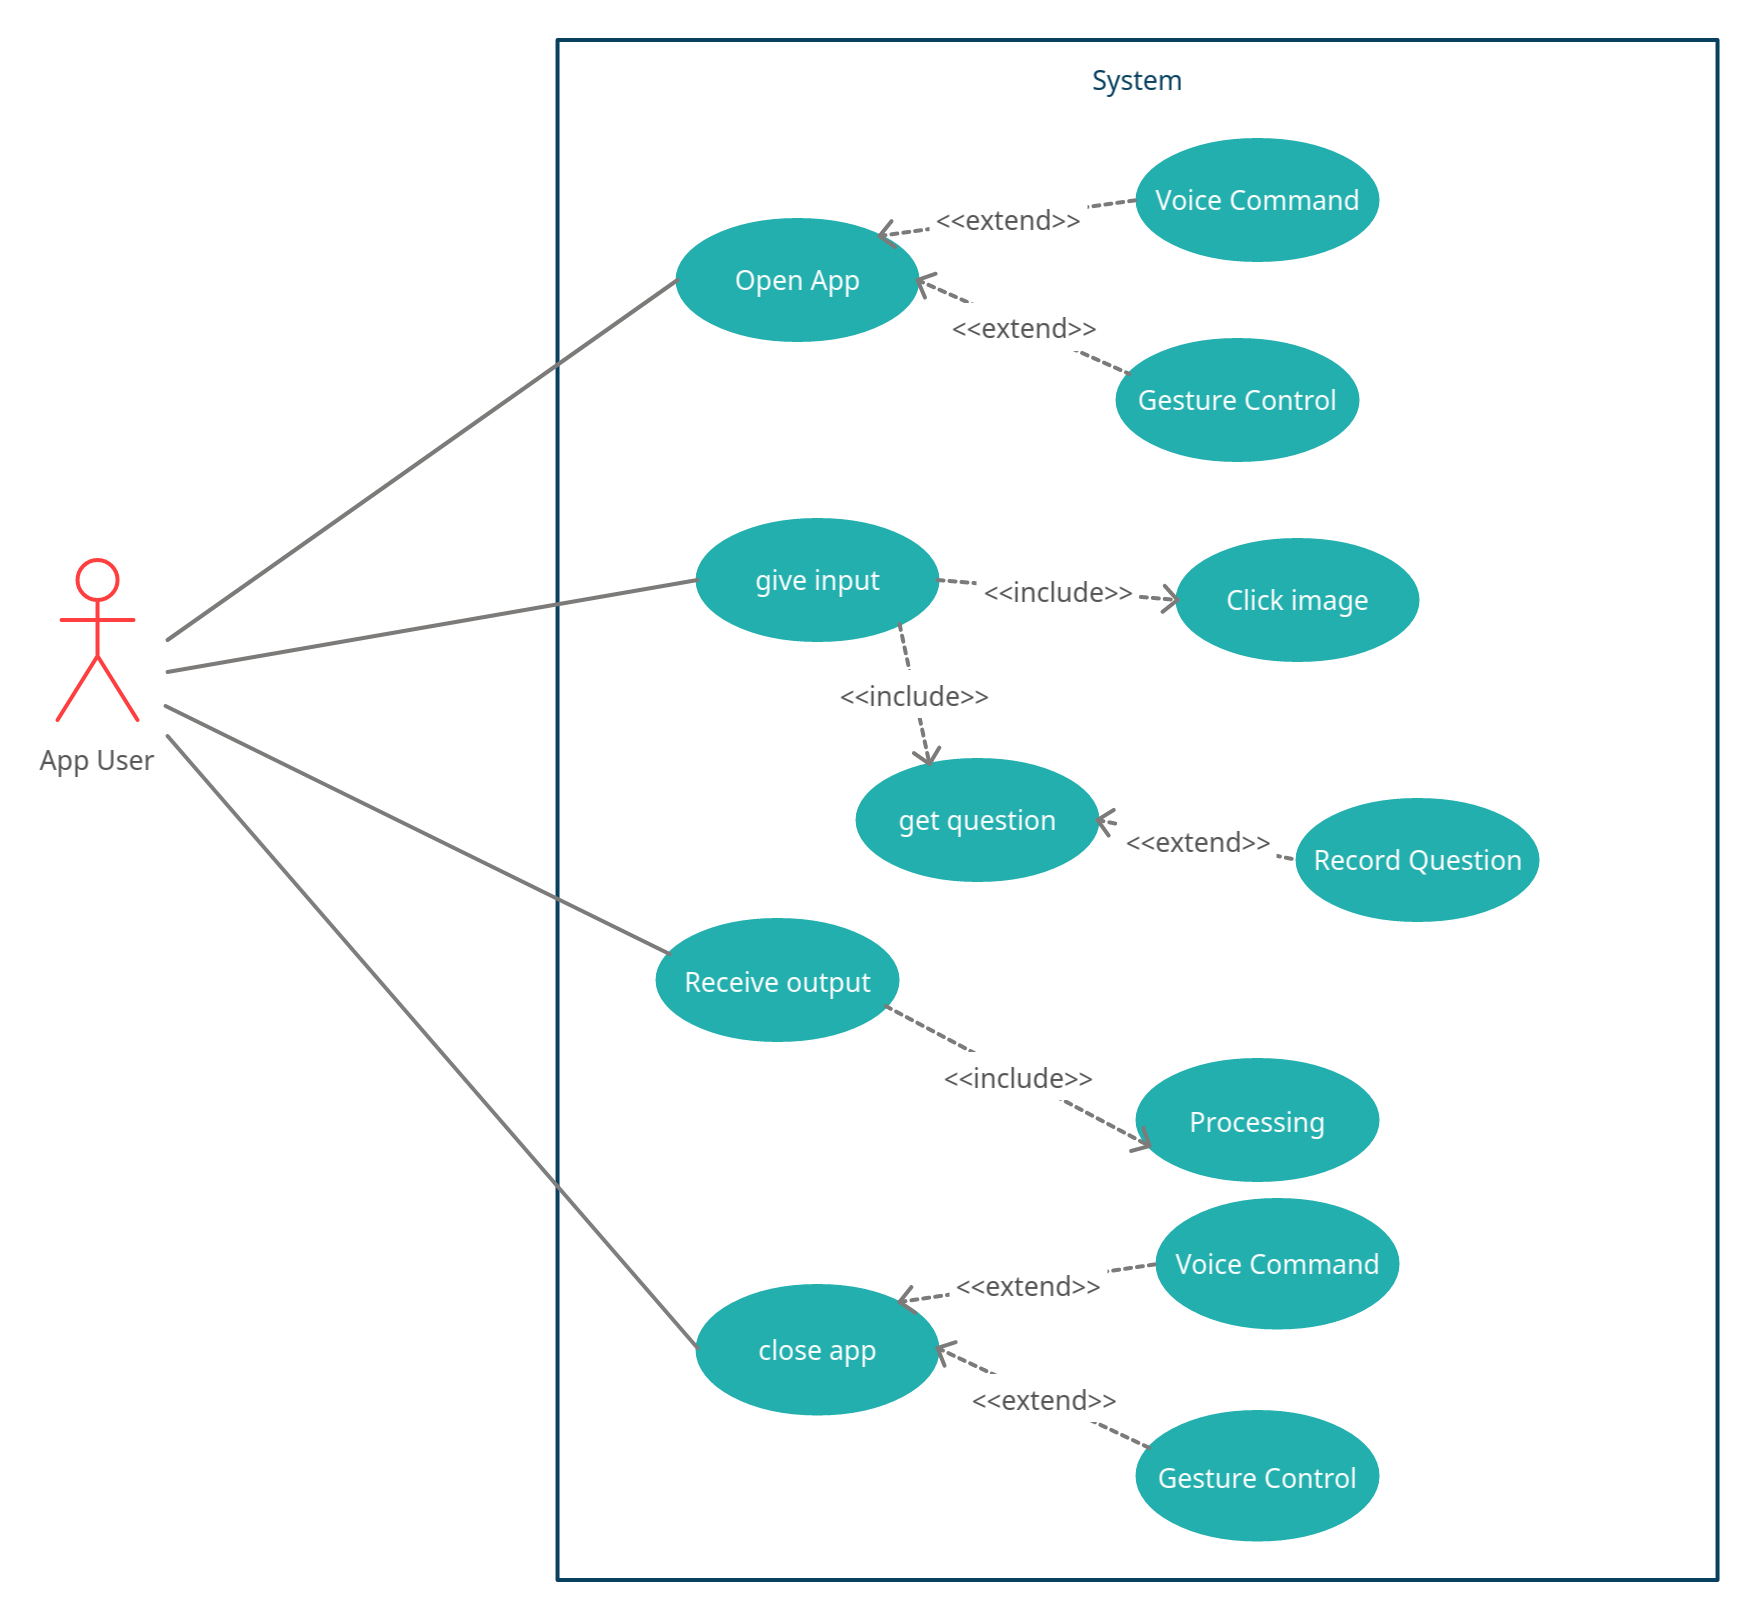 System
Voice Command
<<extend>>
Open App
<<extend>>
Gesture Control
give input
<<include>>
Click image
<<include>>
App User
get question
<<extend>>
Record Question
Receive output
<<include>>
Processing
Voice Command
<<extend>>
close app
<<extend>>
Gesture Control